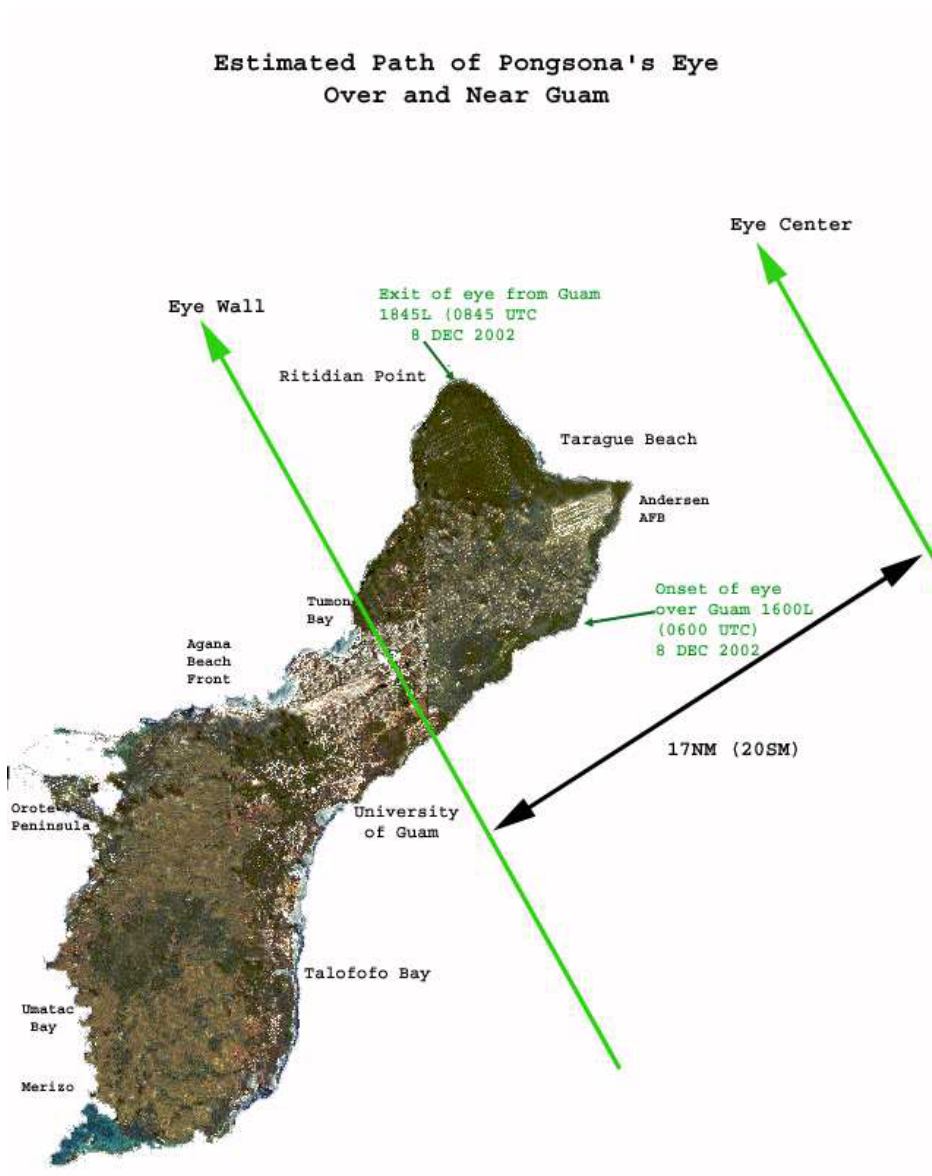 Estimated Path of Pongsona's Eye
Over and Near Guam
Eye Center
Exit of eye from Guam
1845L (0845 UTC
8 DEC 2002
Eye Wall
Ritidian Point
Tarague Beach
Andersen
AFB
Onset of eye
over Guam 1600L
(0600 UTC)
8 DEC 2002
Tumon
Bay
Agana
Beach
Front
17NM (20SM)
Orote
Peninsula
University
of Guam
Talofofo Bay
Umatac
Bay
Merizo